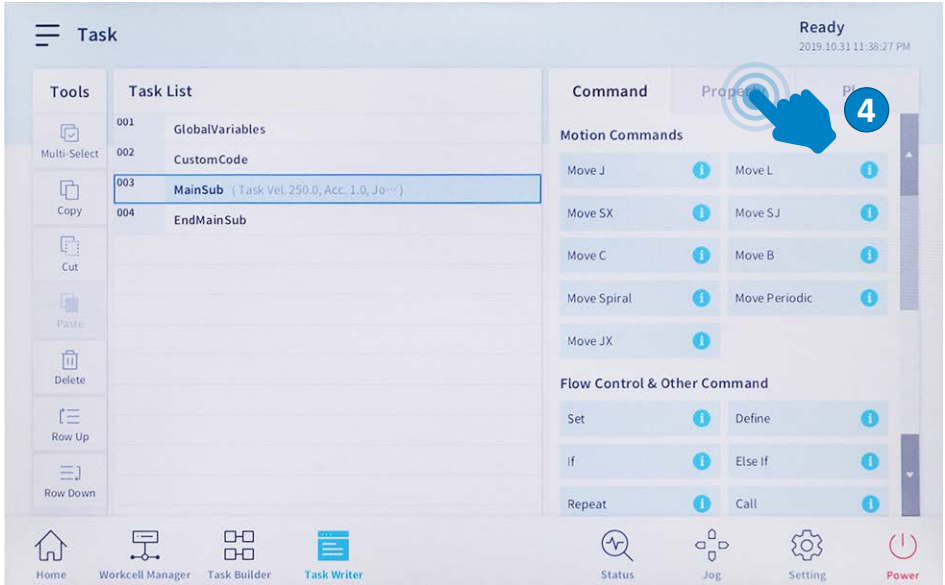 Task
Ready
2019.10.31 11:38:27 PM
Tools
Task List
Command
Property
4
Multi-Select
Copy
Cut
Paste
Delete
Row Up
Row Down
001 GlobalVariables
002 CustomCode
003 MainSub ( Task Vel. 250.0, Acc. 1.0, Jo··· )
004 EndMainSub
Motion Commands
Move J i Move L i
Move SX i Move SJ i
Move C i Move B i
Move Spiral i Move Periodic i
Move JX i
Flow Control & Other Command
Set i Define i
If i Else If i
Repeat i Call i
Home
Workcell Manager
Task Builder
Task Writer
Status
Jog
Setting
Power